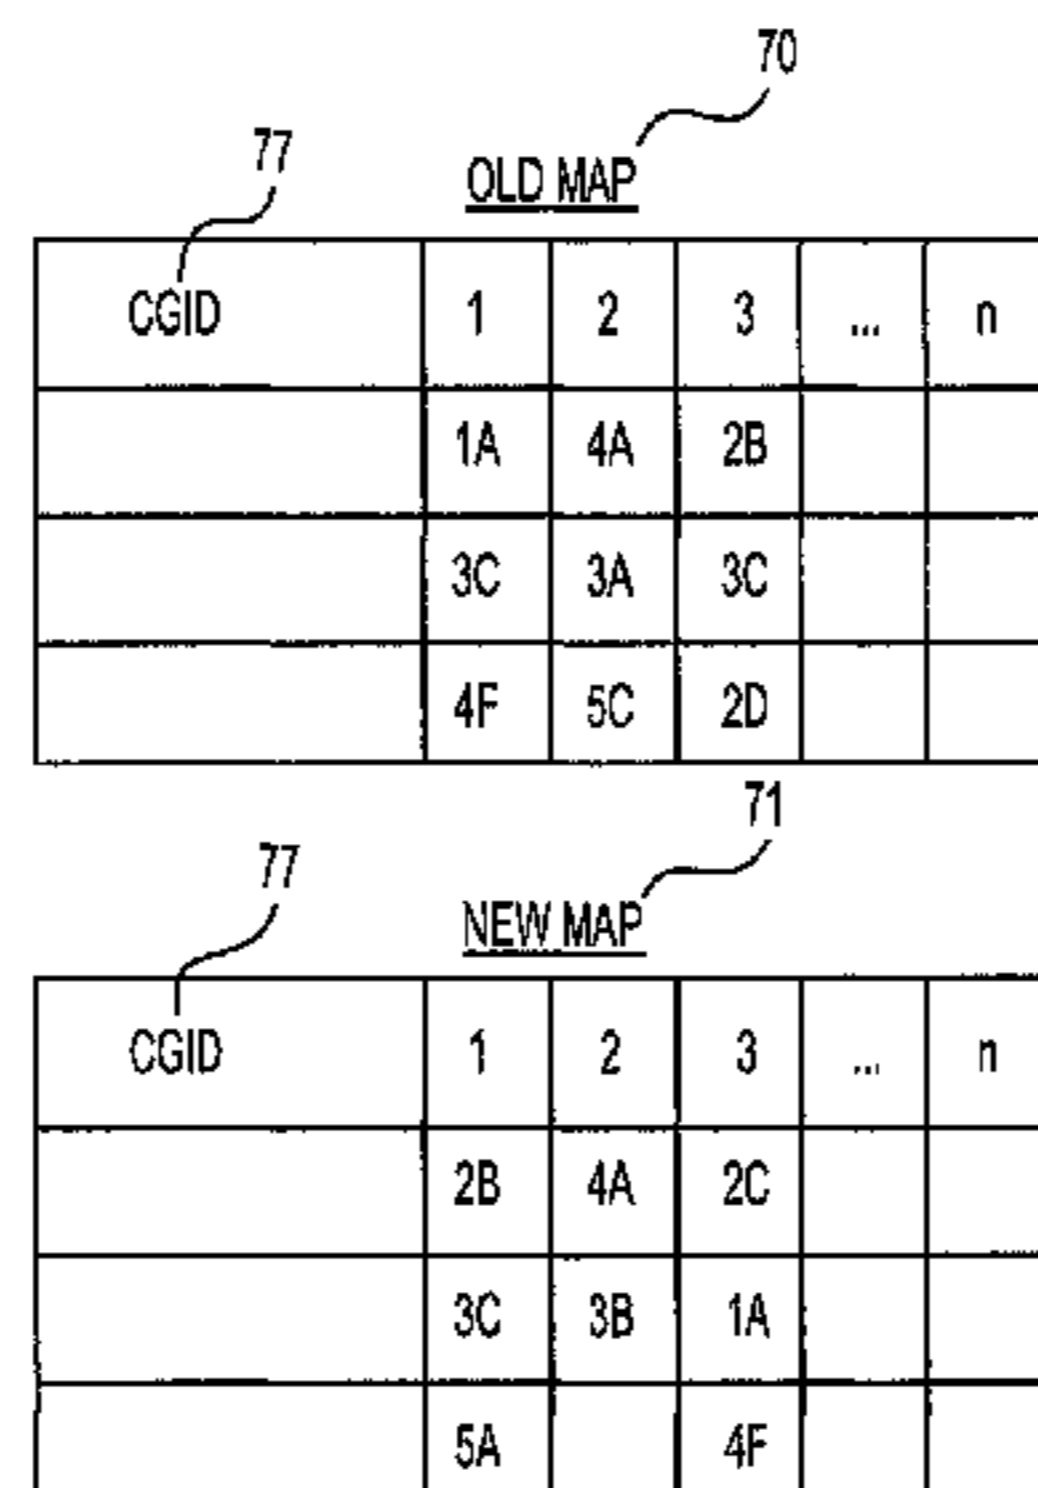 70
77
OLD MAP
CGID 1 2 3 ... n
1A 4A 2B
3C 3A 3C
4F 5C 2D
71
77
NEW MAP
CGID 1 2 3 ... n
2B 4A 2C
3C 3B 1A
5A 4F